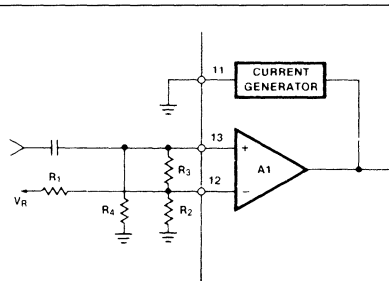 11
CURRENT
GENERATOR
13
+
A1
R3
12
−
R1
VR
R4
R2